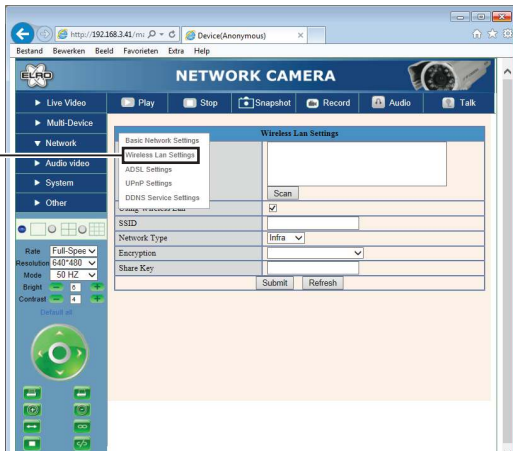 http://192.168.3.41/mu
Device(Anonymous)
Bestand Bewerken Beeld Favorieten Extra Help
ELRO
NETWORK CAMERA
Live Video
Play
Stop
Snapshot
Record
Audio
Talk
Multi-Device
Network
Audio video
System
Other
Basic Network Settings
Wireless Lan Settings
ADSL Settings
UPnP Settings
DDNS Service Settings
Wireless Lan Settings
Scan
Using Wireless Lan
SSID
Network Type
Infra
Encryption
Share Key
Submit
Refresh
Rate Full-Spee
Resolution 640*480
Mode 50 HZ
Bright 6
Contrast 4
Default all